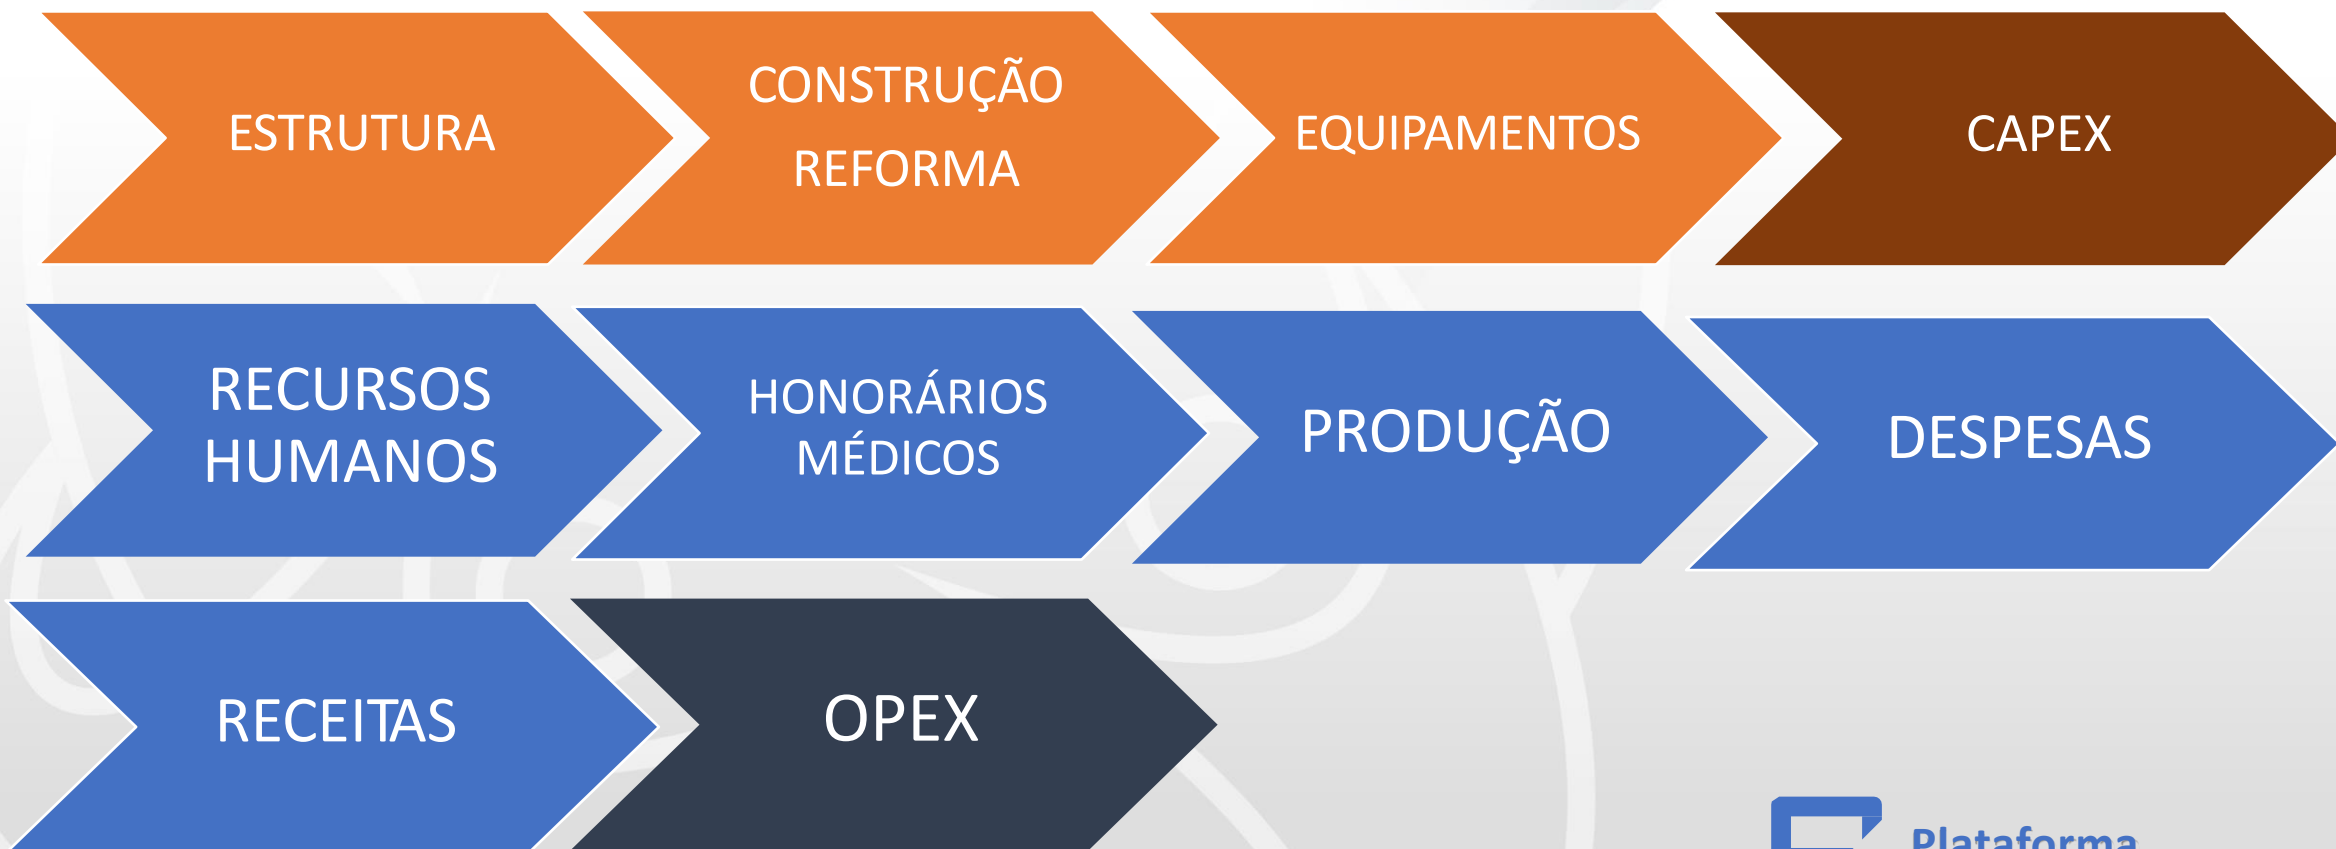 ESTRUTURA
CONSTRUÇÃO
REFORMA
EQUIPAMENTOS
CAPEX
RECURSOS
HUMANOS
HONORÁRIOS
MÉDICOS
PRODUÇÃO
DESPESAS
RECEITAS
OPEX
Plataforma